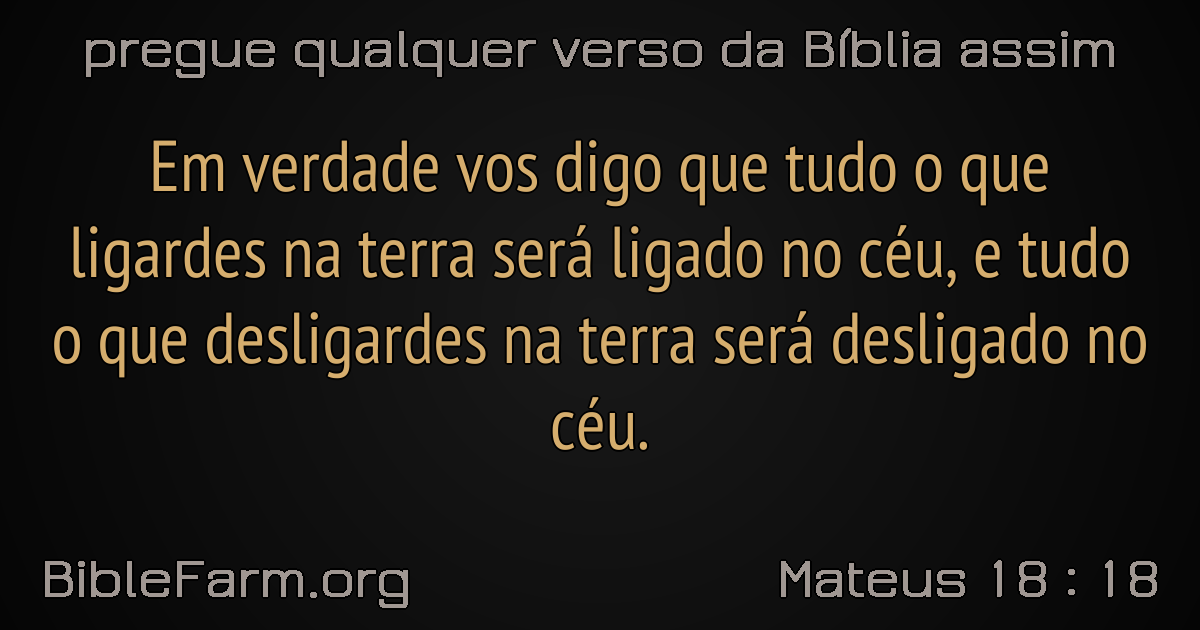 pregue qualquer verso da Bíblia assim
Em verdade vos digo que tudo o que
ligardes na terra será ligado no céu, e tudo
o que desligardes na terra será desligado no
céu.
BibleFarm.org
Mateus 18 : 18